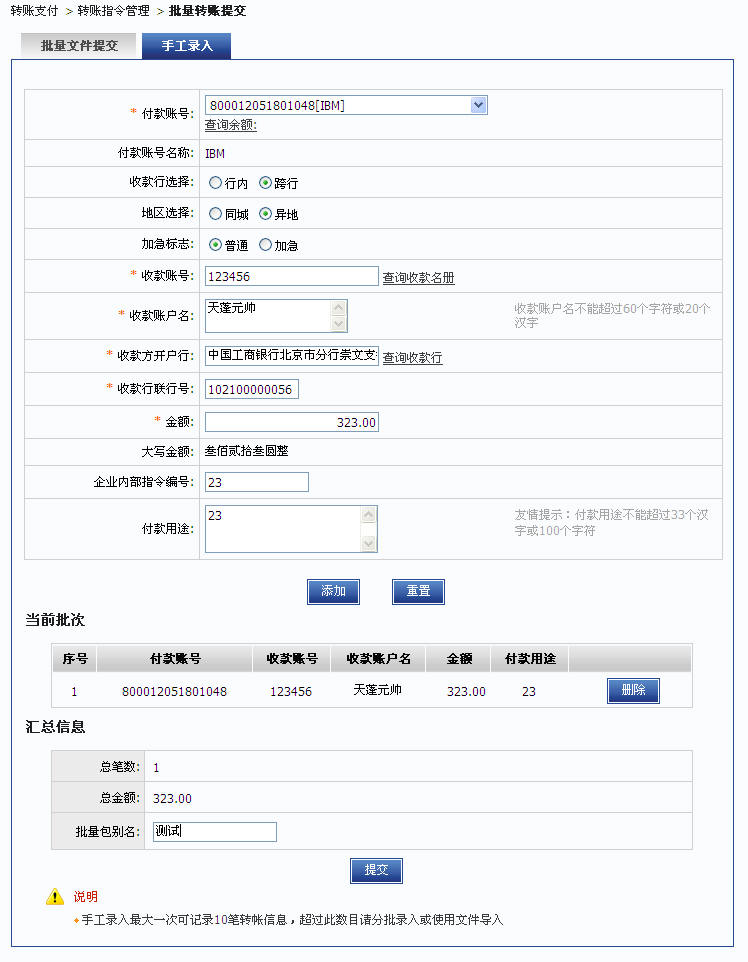 转账支付 > 转账指令管理 > 批量转账提交
批量文件提交 手工录入
* 付款账号: 800012051801048[IBM]
查询余额:
付款账号名称: IBM
收款行选择: 行内 跨行
地区选择: 同城 异地
加急标志: 普通 加急
* 收款账号: 123456 查询收款名册
* 收款账户名: 天蓬元帅 收款账户名不能超过60个字符或20个
汉字
* 收款方开户行: 中国工商银行北京市分行崇文支 查询收款行
* 收款行联行号: 102100000056
* 金额: 323.00
大写金额: 叁佰贰拾叁圆整
企业内部指令编号: 23
付款用途: 23 友情提示：付款用途不能超过33个汉
字或100个字符
添加 重置
当前批次
序号 付款账号 收款账号 收款账户名 金额 付款用途
1 800012051801048 123456 天蓬元帅 323.00 23 删除
汇总信息
总笔数: 1
总金额: 323.00
批量包别名: 测试
提交
说明
手工录入最大一次可记录10笔转帐信息，超过此数目请分批录入或使用文件导入